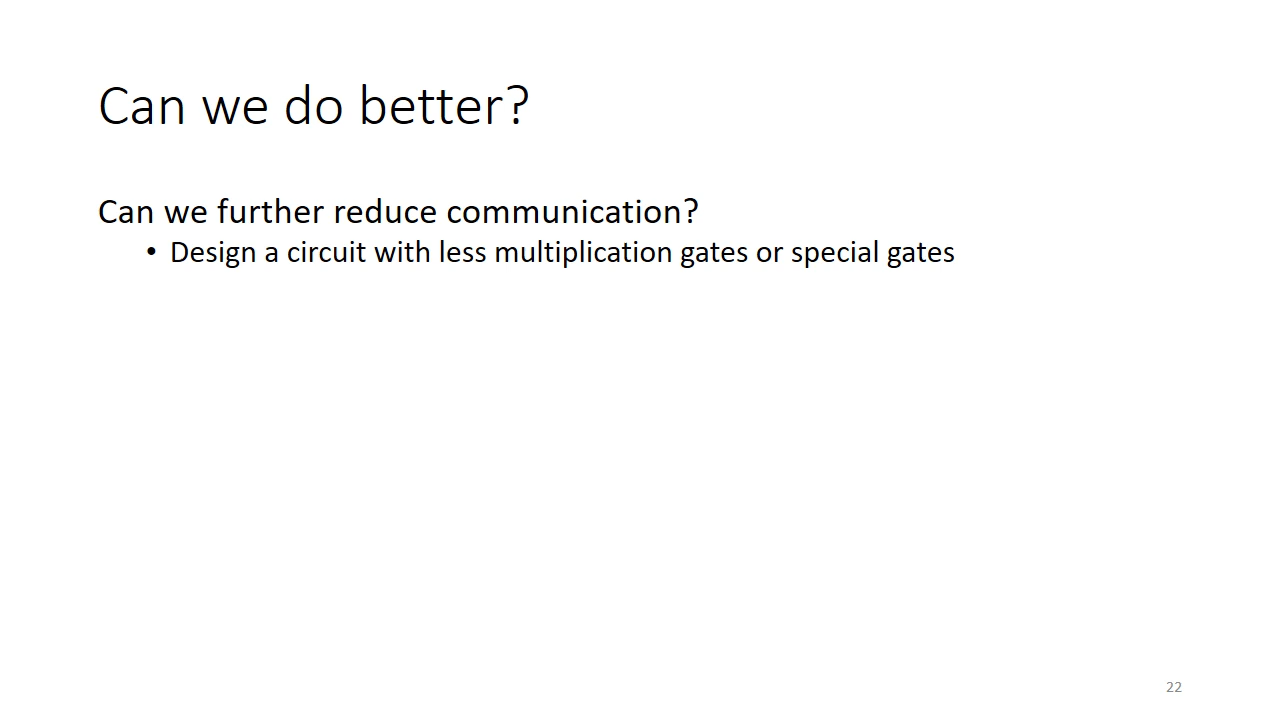 Can we do better?
Can we further reduce communication?
• Design a circuit with less multiplication gates or special gates
22